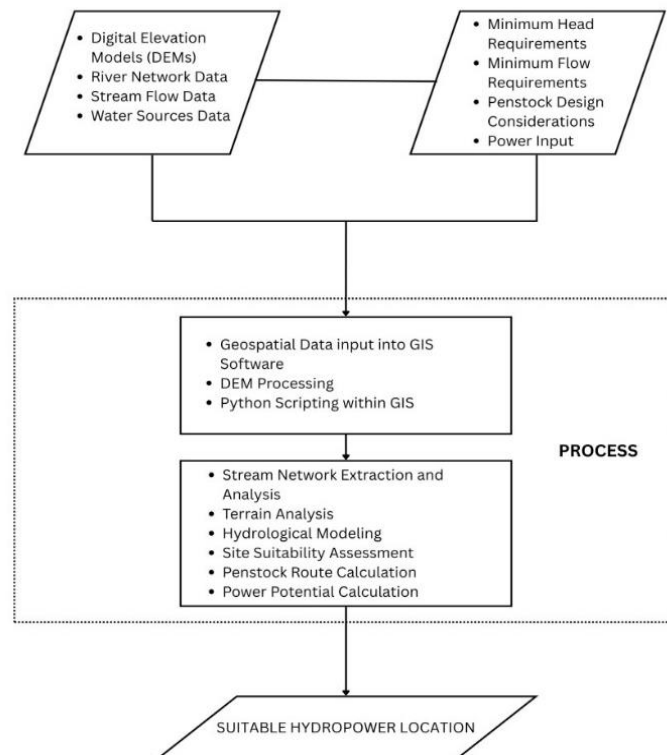 • Digital Elevation
Models (DEMs)
• River Network Data
• Stream Flow Data
• Water Sources Data
• Minimum Head
Requirements
• Minimum Flow
Requirements
• Penstock Design
Considerations
• Power Input
• Geospatial Data input into GIS
Software
• DEM Processing
• Python Scripting within GIS
PROCESS
• Stream Network Extraction and
Analysis
• Terrain Analysis
• Hydrological Modeling
• Site Suitability Assessment
• Penstock Route Calculation
• Power Potential Calculation
SUITABLE HYDROPOWER LOCATION